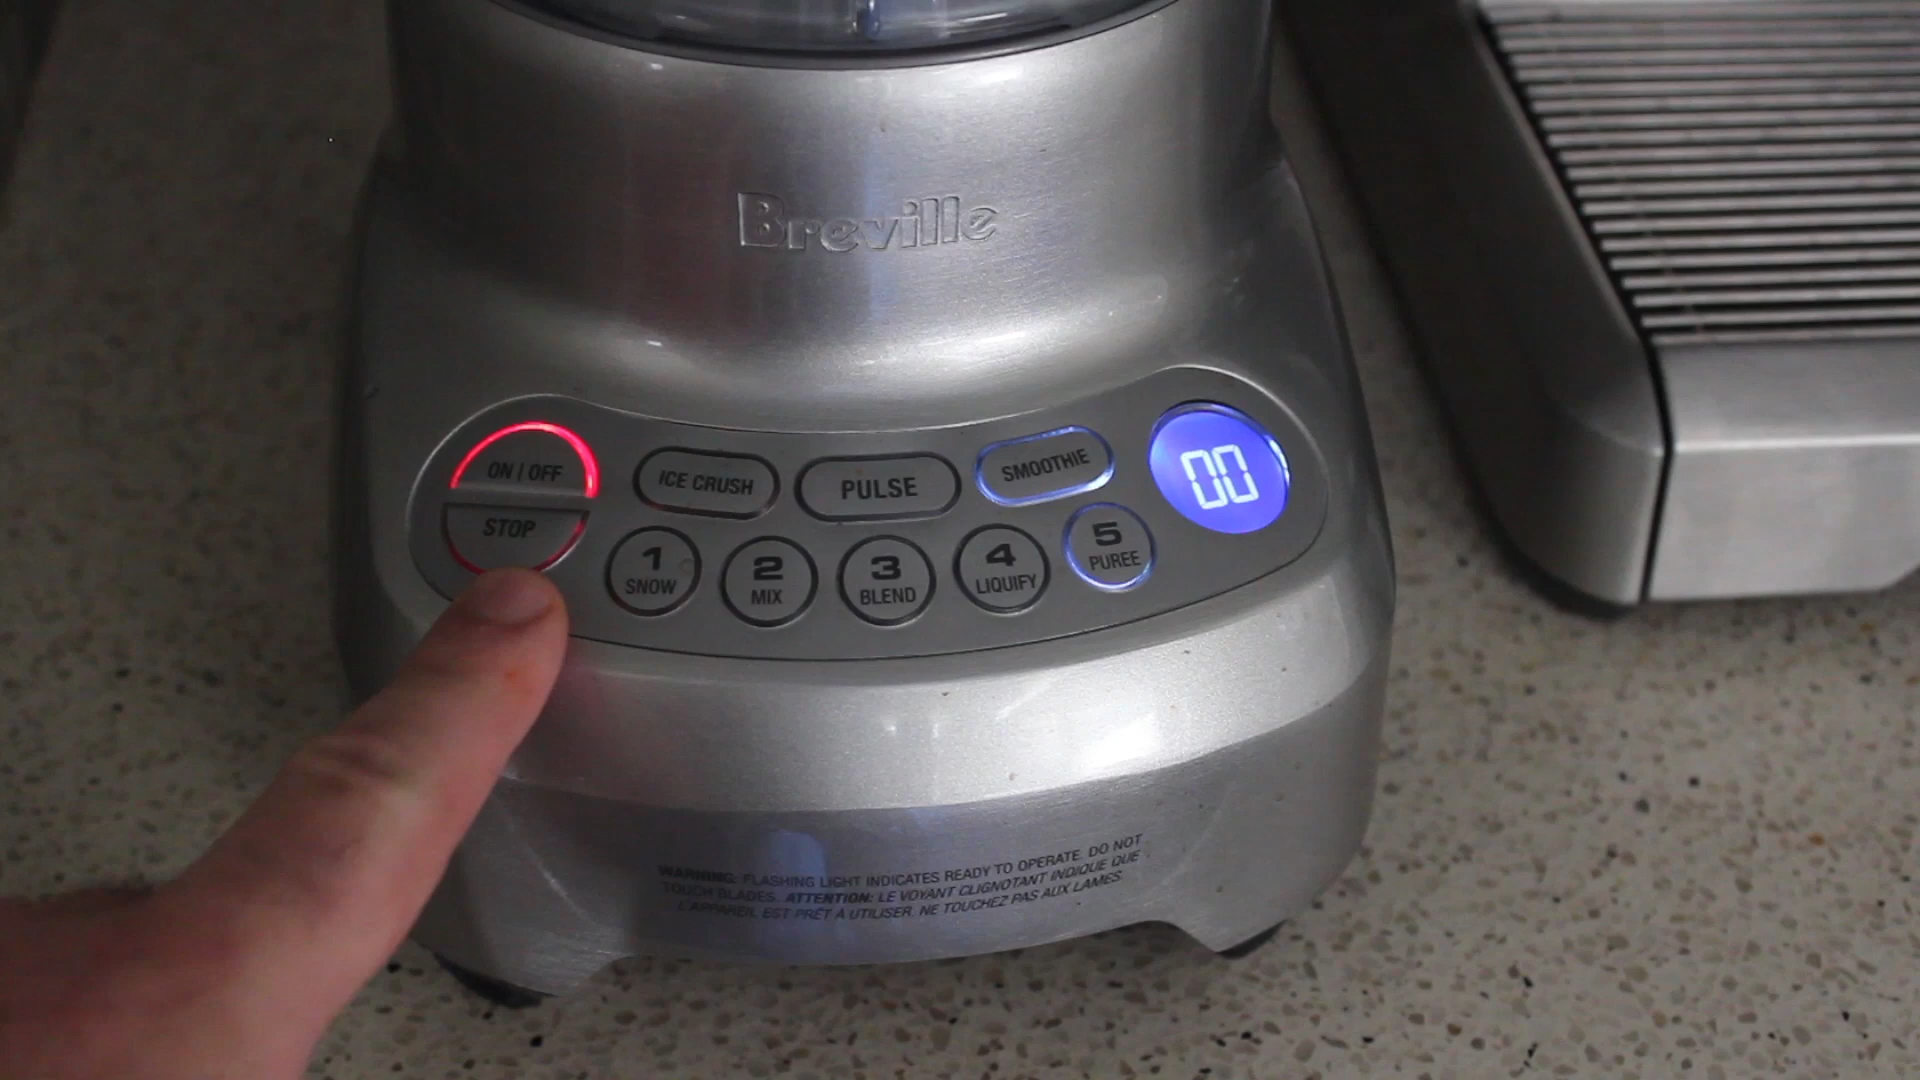 Breville
ON | OFF
ICE CRUSH
PULSE
SMOOTHIE
00
STOP
1
SNOW
2
MIX
3
BLEND
4
LIQUIFY
5
PUREE
WARNING: FLASHING LIGHT INDICATES READY TO OPERATE. DO NOT
TOUCH BLADES. ATTENTION: LE VOYANT CLIGNOTANT INDIQUE QUE
L'APPAREIL EST PRÊT À UTILISER. NE TOUCHEZ PAS AUX LAMES.